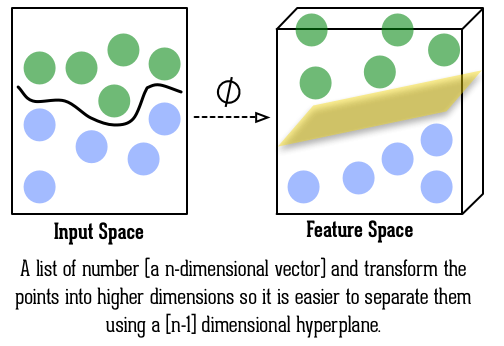 ϕ
Input Space
Feature Space
A list of number [a n-dimensional vector] and transform the
points into higher dimensions so it is easier to separate them
using a [n-1] dimensional hyperplane.